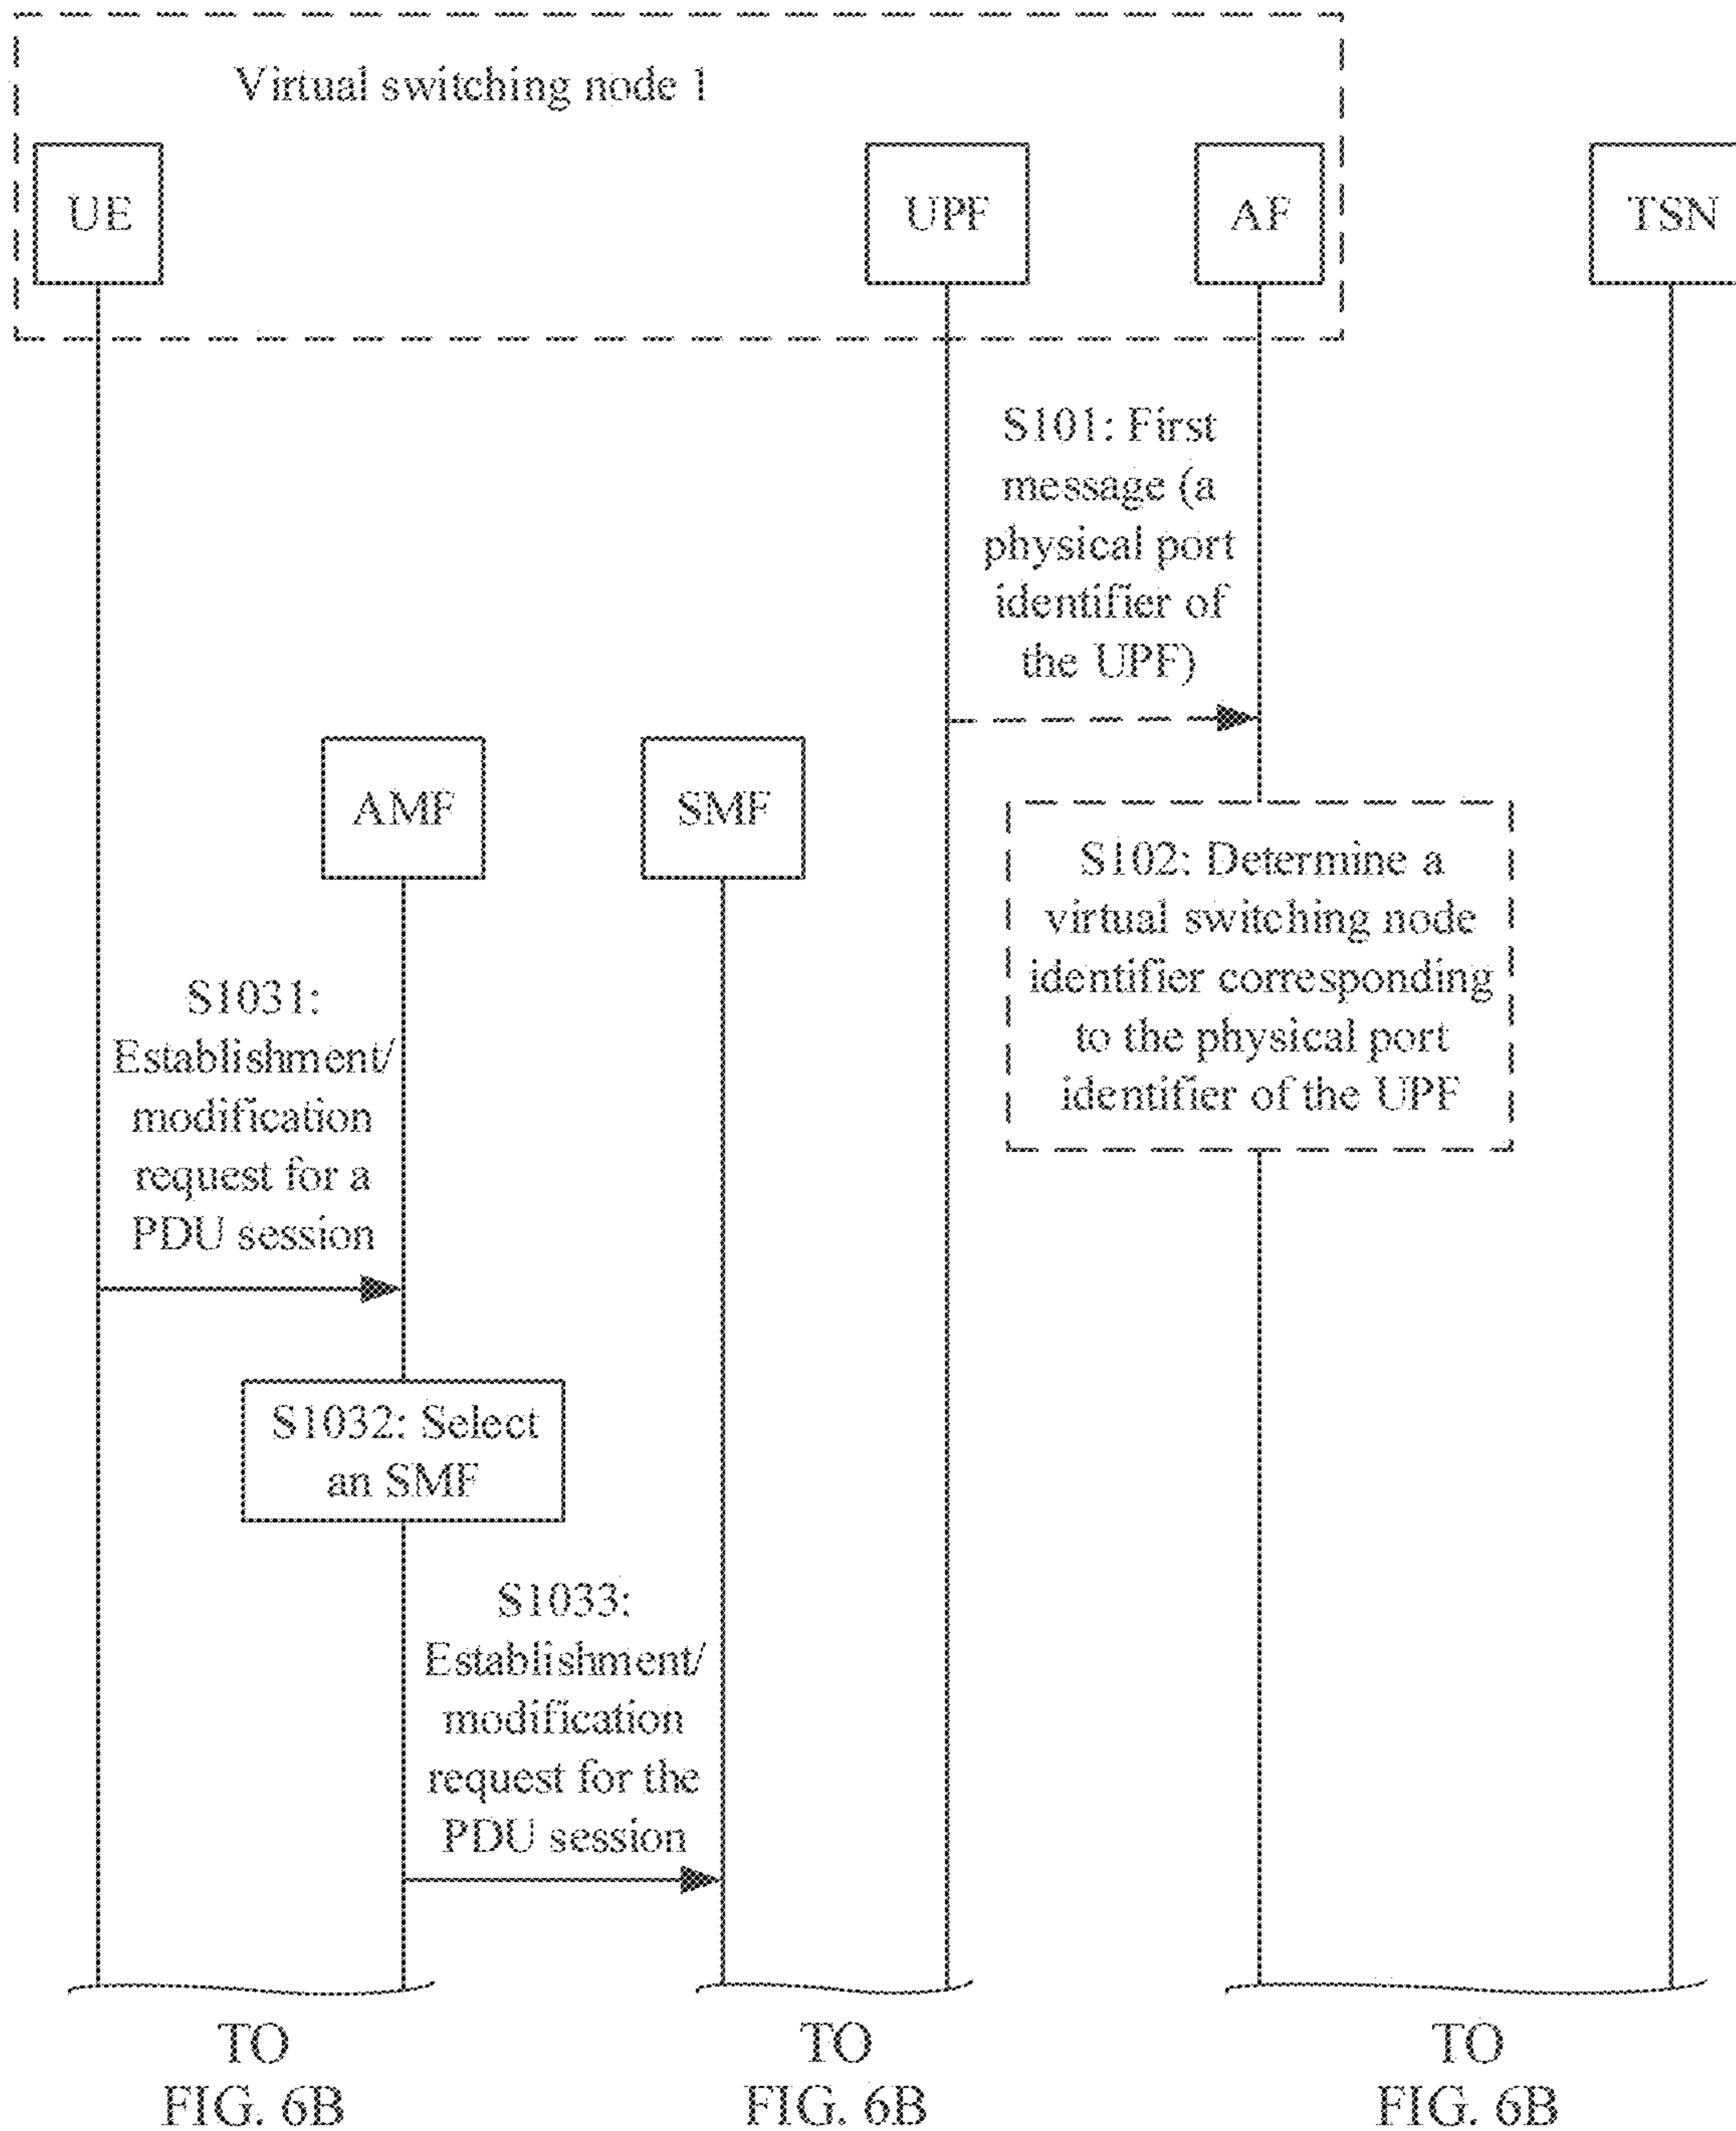 Virtual switching node 1
UE
UPF
AF
TSN
S101: First
message (a
physical port
identifier of
the UPF)
AMF
SMF
S102: Determine a
virtual switching node
identifier corresponding
to the physical port
identifier of the UPF
S1031:
Establishment/
modification
request for a
PDU session
S1032: Select
an SMF
S1033:
Establishment/
modification
request for the
PDU session
TO
FIG. 6B
TO
FIG. 6B
TO
FIG. 6B